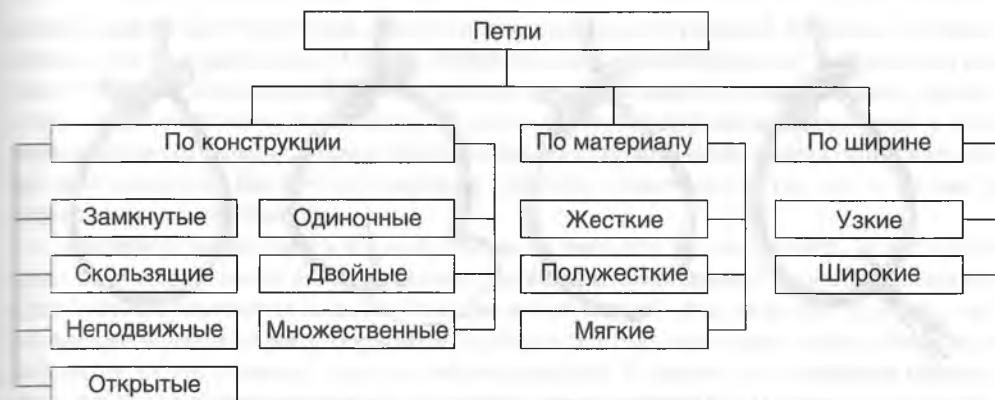 Петли
По конструкции
По материалу
По ширине
Замкнутые
Одиночные
Жесткие
Узкие
Скользящие
Двойные
Полужесткие
Широкие
Неподвижные
Множественные
Мягкие
Открытые